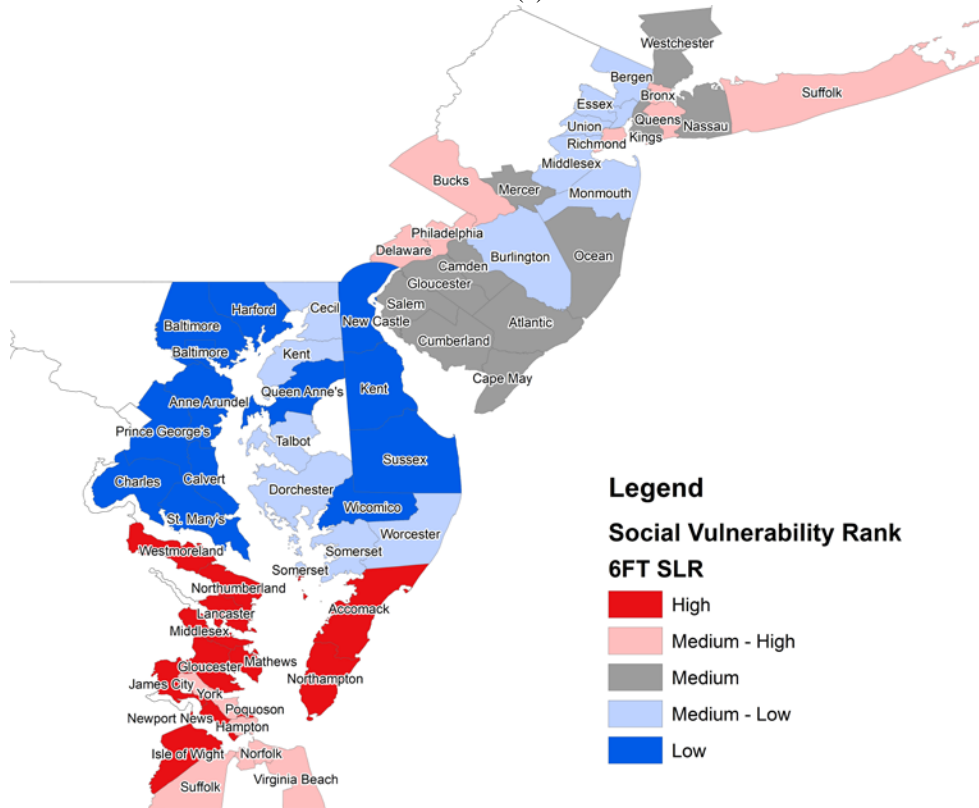 Westchester
Bergen
Bronx
Suffolk
Essex
Queens
Union
Nassau
Kings
Richmond
Middlesex
Bucks
Mercer
Monmouth
Philadelphia
Delaware
Burlington
Ocean
Camden
Gloucester
Salem
Harford
Cecil
New Castle
Baltimore
Atlantic
Cumberland
Baltimore
Kent
Cape May
Queen Anne's
Kent
Anne Arundel
Prince George's
Talbot
Sussex
Charles
Calvert
Dorchester
Wicomico
St. Mary's
Worcester
Westmoreland
Somerset
Somerset
Northumberland
Accomack
Lancaster
Middlesex
Mathews
Gloucester
Northampton
James City
York
Poquoson
Newport News
Hampton
Isle of Wight
Norfolk
Virginia Beach
Suffolk
Legend
Social Vulnerability Rank
6FT SLR
High
Medium - High
Medium
Medium - Low
Low